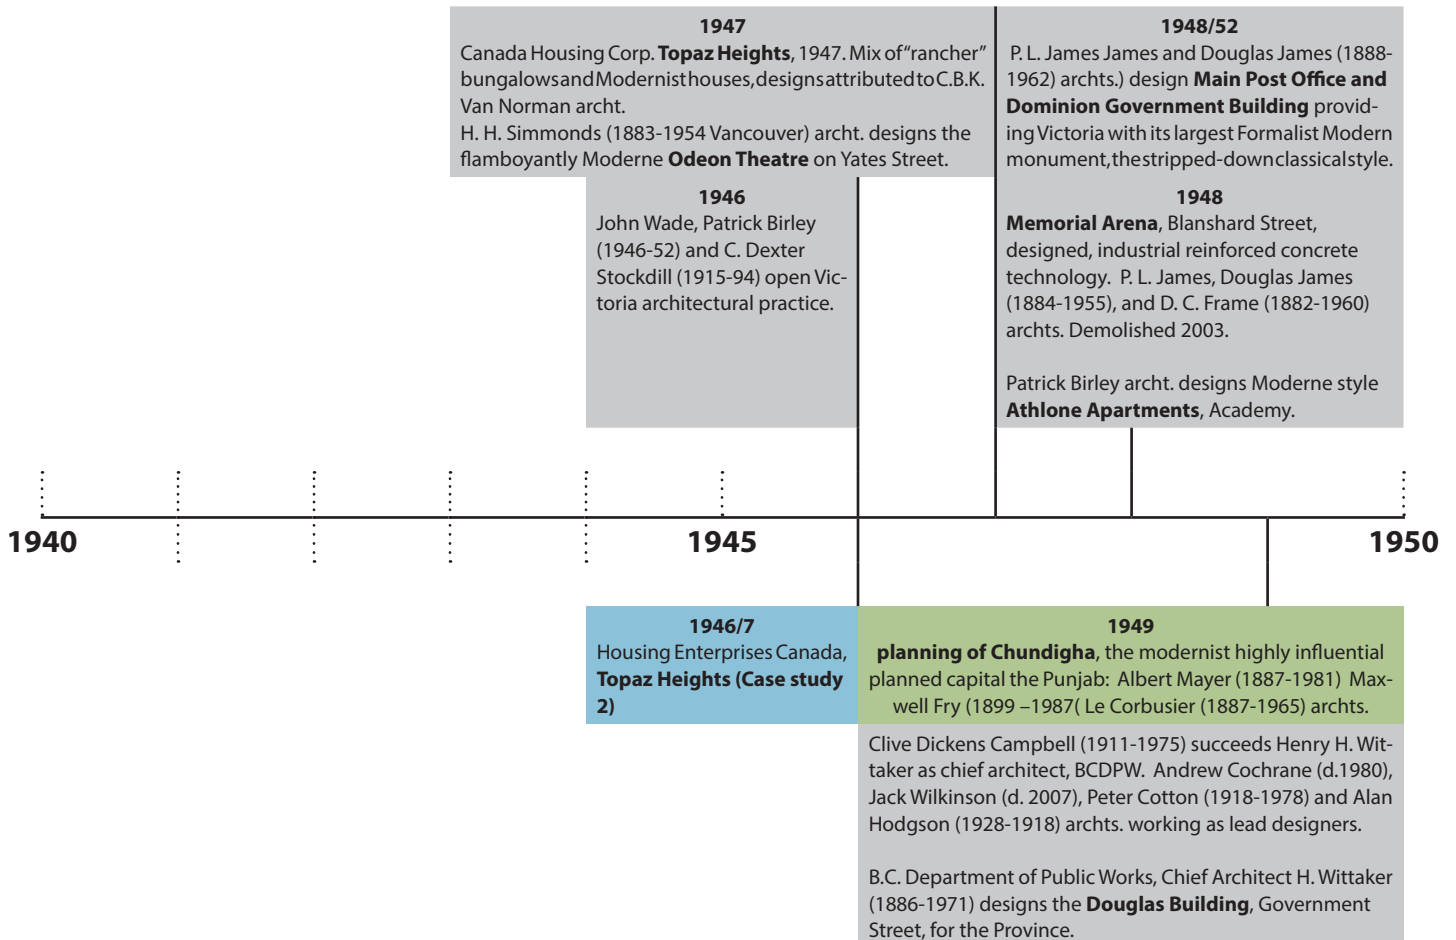 1947
Canada Housing Corp. Topaz Heights, 1947. Mix of “rancher”
bungalows and Modernist houses, designs attributed to C.B.K.
Van Norman archt.
H. H. Simmonds (1883-1954 Vancouver) archt. designs the
flamboyantly Moderne Odeon Theatre on Yates Street.
1948/52
P. L. James James and Douglas James (1888-
1962) archts.) design Main Post Office and
Dominion Government Building provid-
ing Victoria with its largest Formalist Modern
monument, the stripped-down classical style.
1946
John Wade, Patrick Birley
(1946-52) and C. Dexter
Stockdill (1915-94) open Vic-
toria architectural practice.
1948
Memorial Arena, Blanshard Street,
designed, industrial reinforced concrete
technology. P. L. James, Douglas James
(1884-1955), and D. C. Frame (1882-1960)
archts. Demolished 2003.
Patrick Birley archt. designs Moderne style
Athlone Apartments, Academy.
1940
1945
1950
1946/7
Housing Enterprises Canada,
Topaz Heights (Case study
2)
1949
planning of Chundigha, the modernist highly influential
planned capital the Punjab: Albert Mayer (1887-1981) Max-
well Fry (1899 –1987( Le Corbusier (1887-1965) archts.
Clive Dickens Campbell (1911-1975) succeeds Henry H. Wit-
taker as chief architect, BCDPW. Andrew Cochrane (d.1980),
Jack Wilkinson (d. 2007), Peter Cotton (1918-1978) and Alan
Hodgson (1928-1918) archts. working as lead designers.
B.C. Department of Public Works, Chief Architect H. Wittaker
(1886-1971) designs the Douglas Building, Government
Street, for the Province.